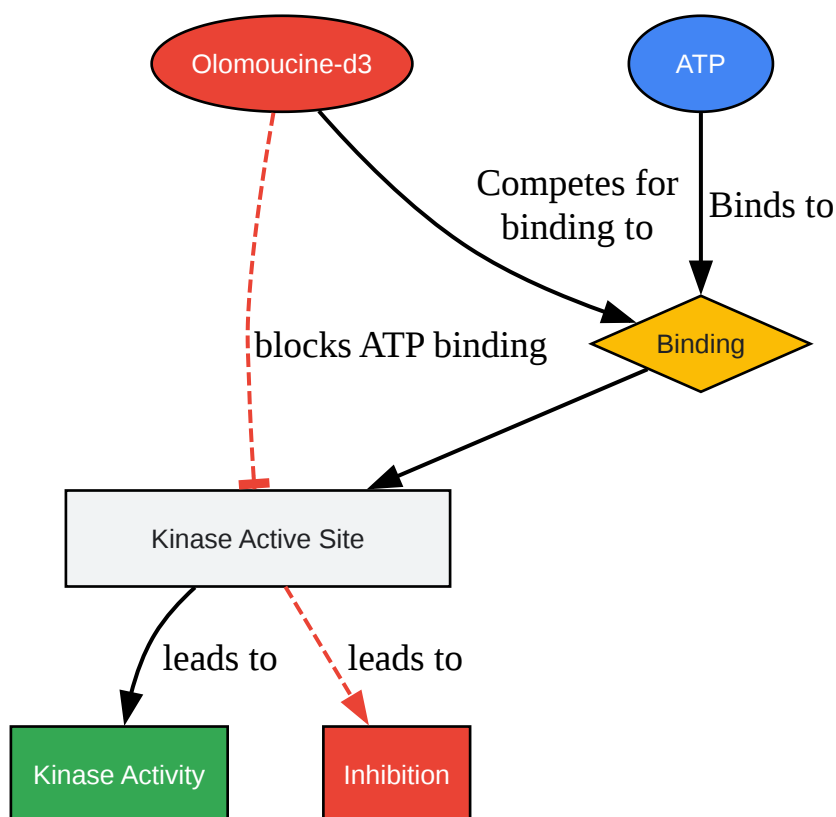 Olomoucine-d3
ATP
Competes for
binding to
Binds to
blocks ATP binding
Binding
Kinase Active Site
leads to
leads to
Kinase Activity
Inhibition